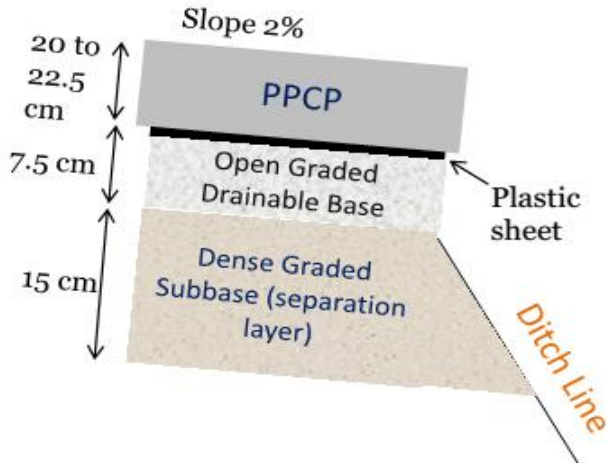 Slope 2%
20 to
22.5
cm
PPCP
7.5 cm
Open Graded
Drainable Base
Plastic
sheet
15 cm
Dense Graded
Subbase (separation
layer)
Ditch Line